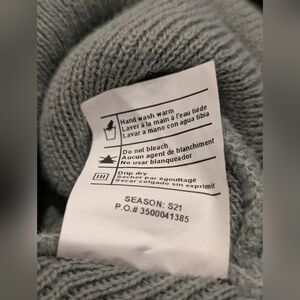 Hand wash warm
Laver à la main à l'eau tiède
Lavar a mano con agua tibia
Do not bleach
Aucun agent de blanchiment
No usar blanqueador
Drip dry
Sécher par égouttage
Secar colgado sin exprimir
SEASON: S21
P.O.# 3500041385